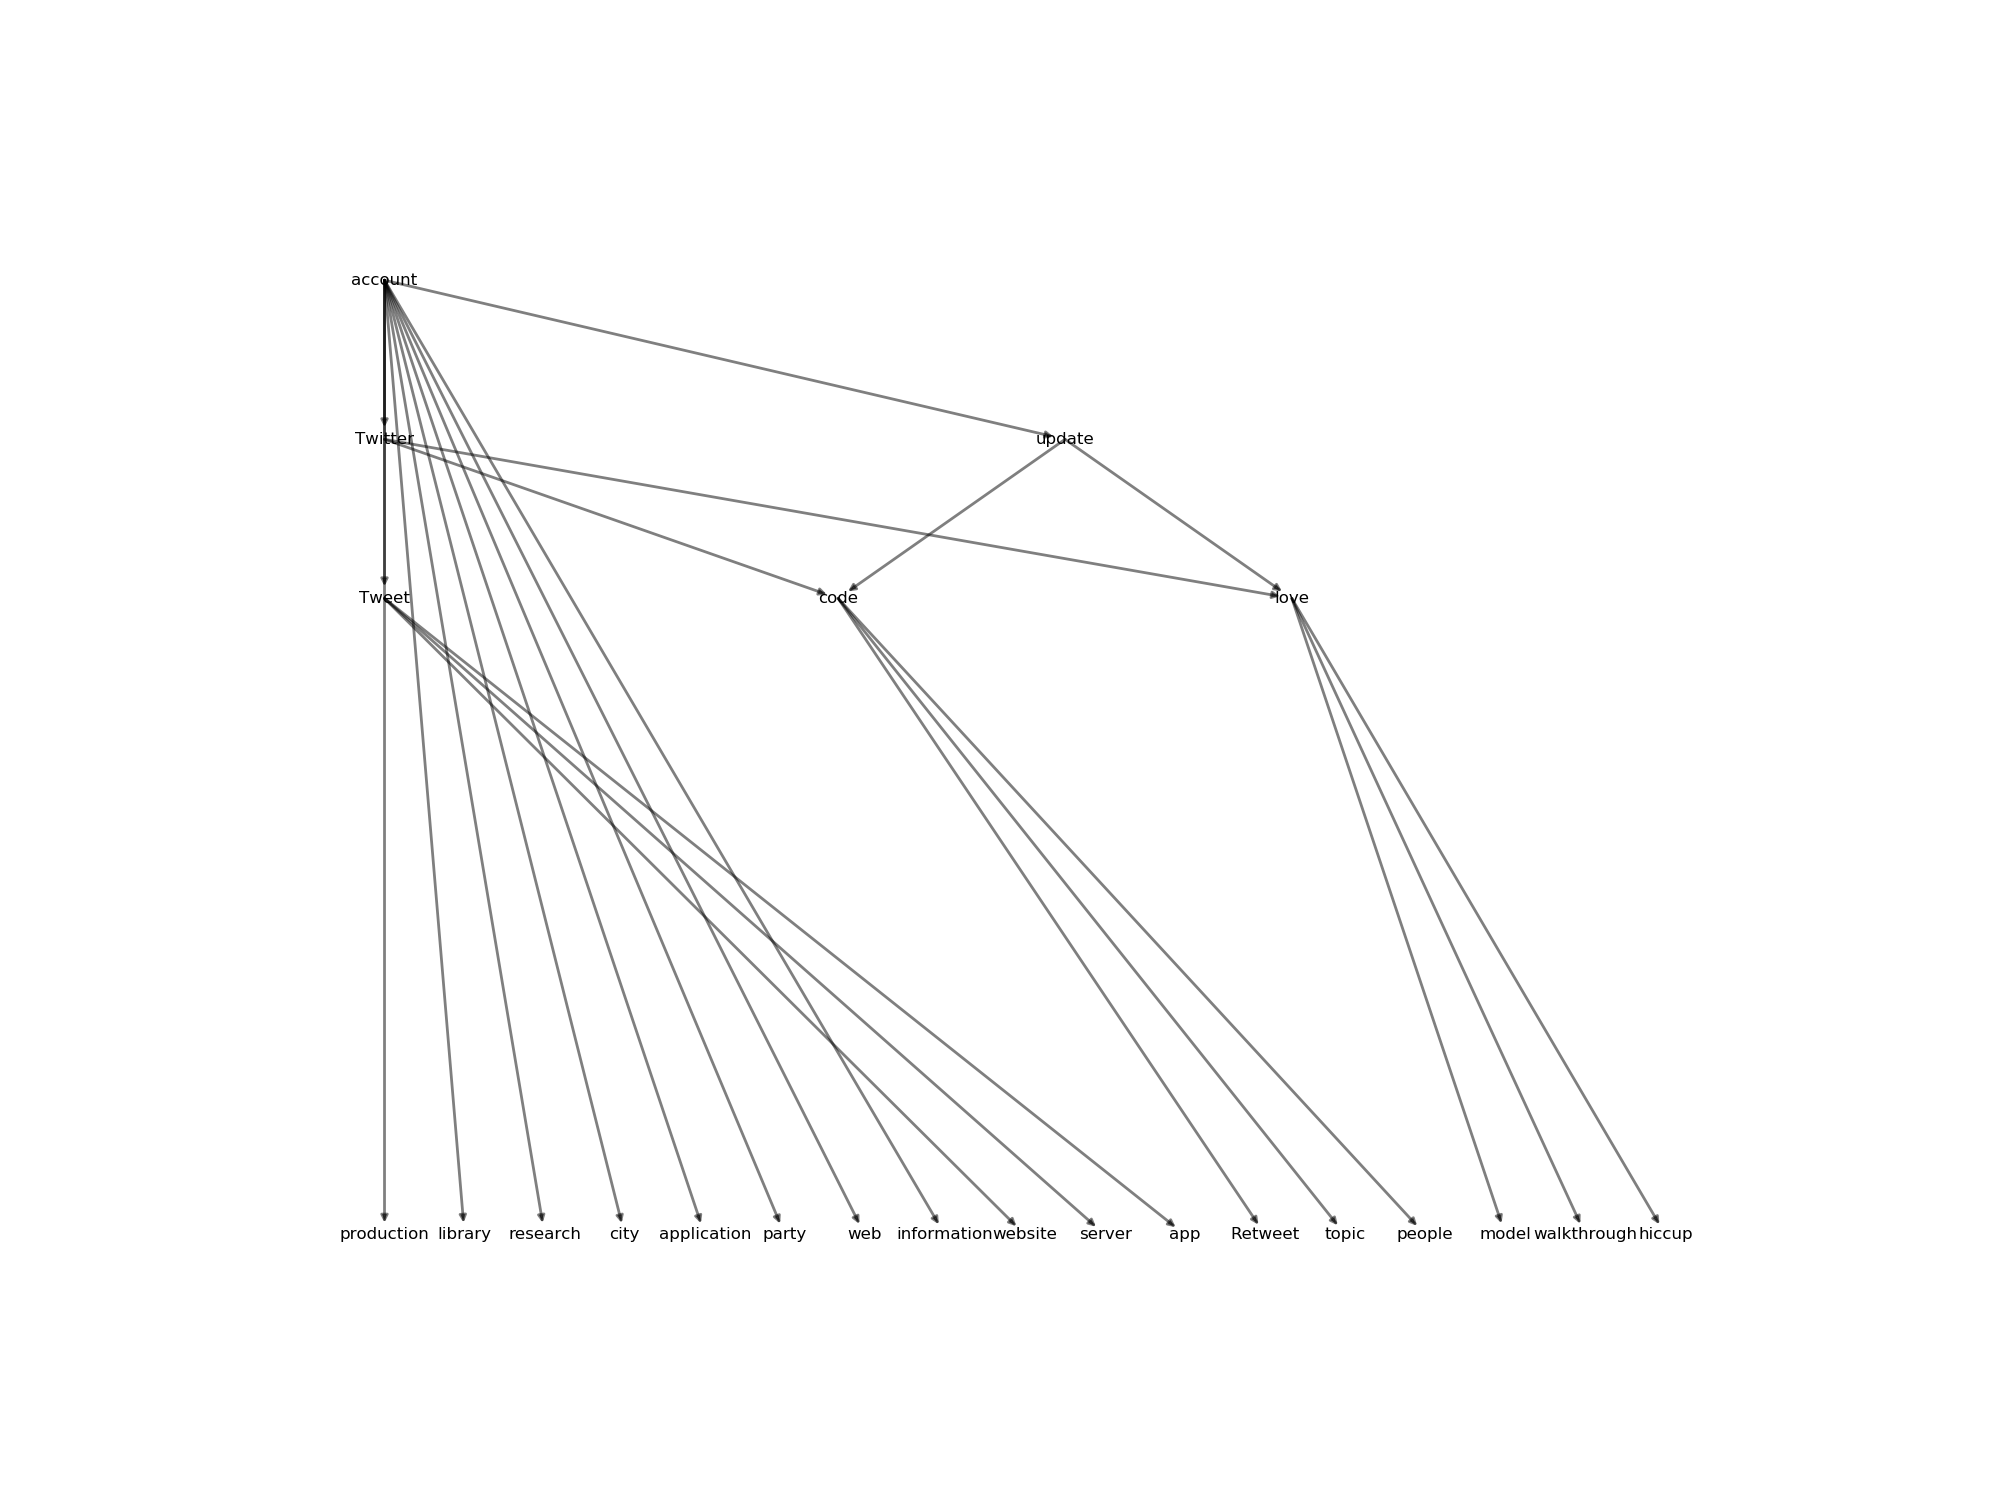 account
Twitter update
Tweet code love
production library research city application party web information website server app Retweet topic people model walkthrough hiccup